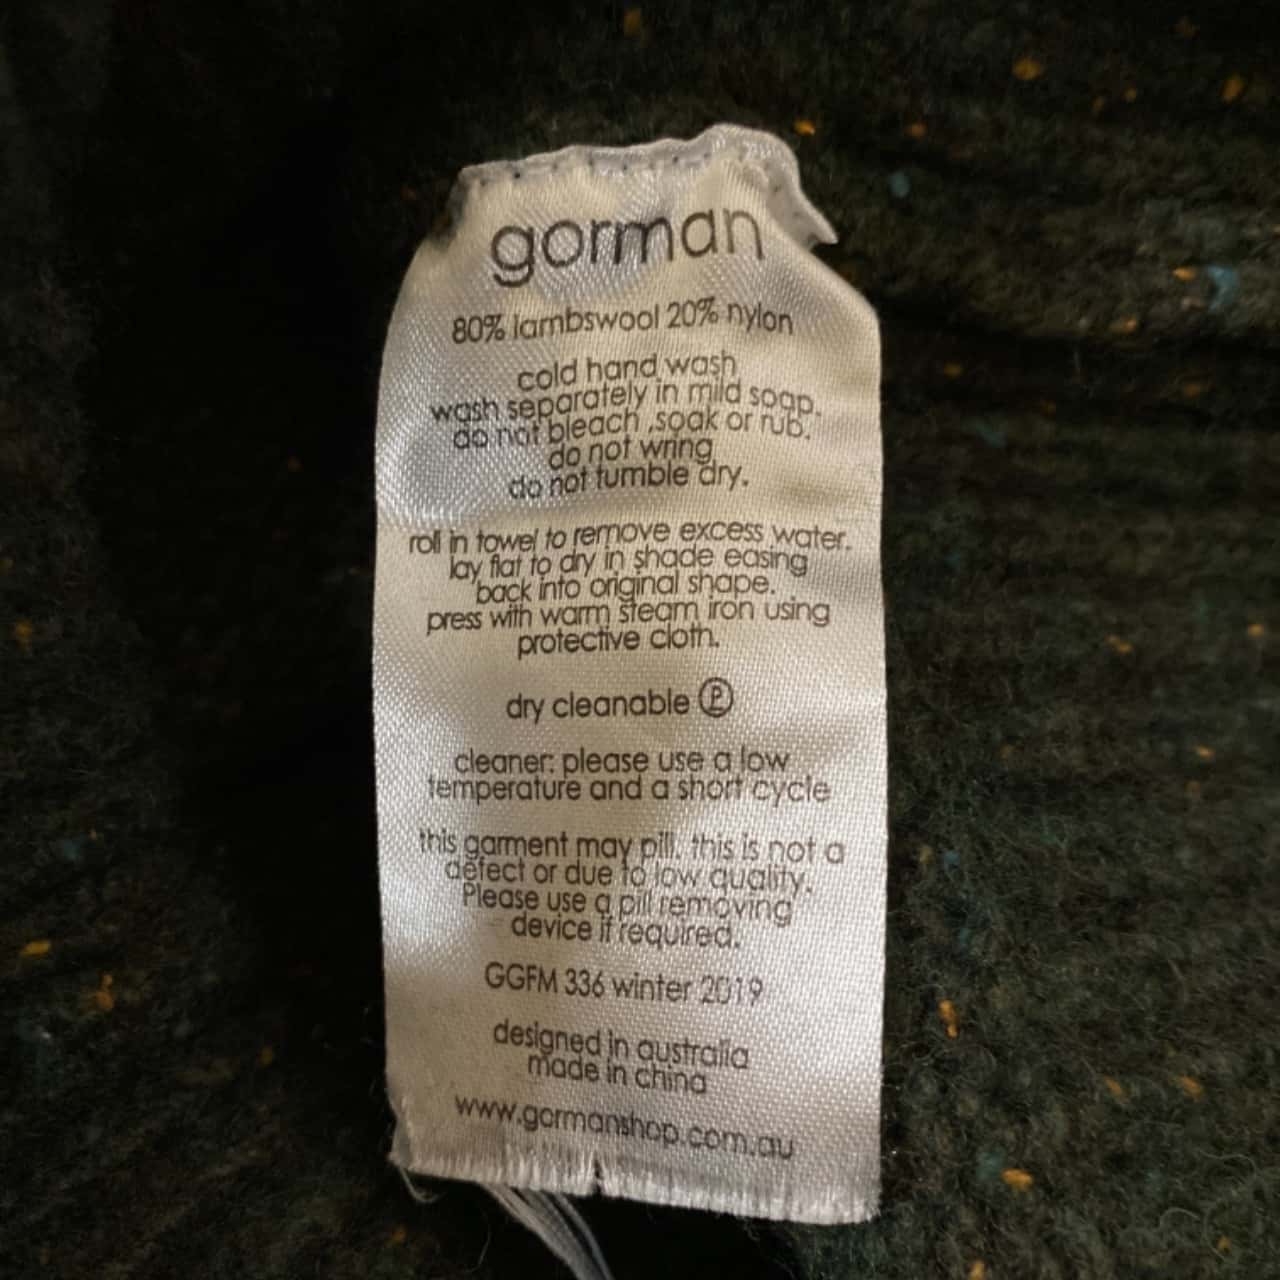 gorman
80% lambswool 20% nylon
cold hand wash
wash separately in mild soap.
do not bleach ,soak or rub.
do not wring
do not tumble dry.
roll in towel to remove excess water.
lay flat to dry in shade easing
back into original shape.
press with warm steam iron using
protective cloth.
dry cleanable Ⓟ
cleaner: please use a low
temperature and a short cycle
this garment may pill. this is not a
defect or due to low quality.
Please use a pill removing
device if required.
GGFM 336 winter 2019
designed in australia
made in china
www.gormanshop.com.au